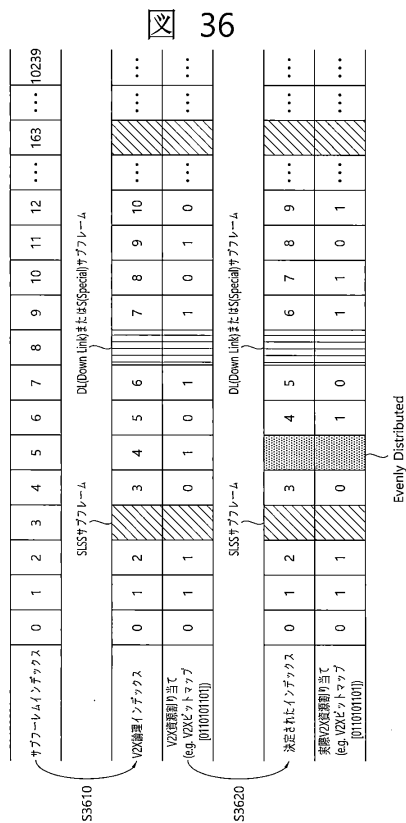 図 36
サブフーレムインデックス 0 1 2 3 4 5 6 7 8 9 10 11 12 ... 163 ... 10239
S3610
SLSSサブフレーム
DL(Down Link)またはS(Special)サブフレーム
V2X論理インデックス 0 1 2 3 4 5 6 7 8 9 10 ... ... ...
V2X資源割り当て
(e.g. V2Xビットマップ
[0110101101])
0 1 1 0 1 0 1 1 0 1 0 ... ... ...
S3620
SLSSサブフレーム
DL(Down Link)またはS(Special)サブフレーム
決定されたインデックス 0 1 2 3 4 5 6 7 8 9 ... ... ...
実際V2X資源割り当て
(e.g. V2Xビットマップ
[0110101101])
0 1 1 0 1 0 1 1 0 1 ... ... ...
Evenly Distributed